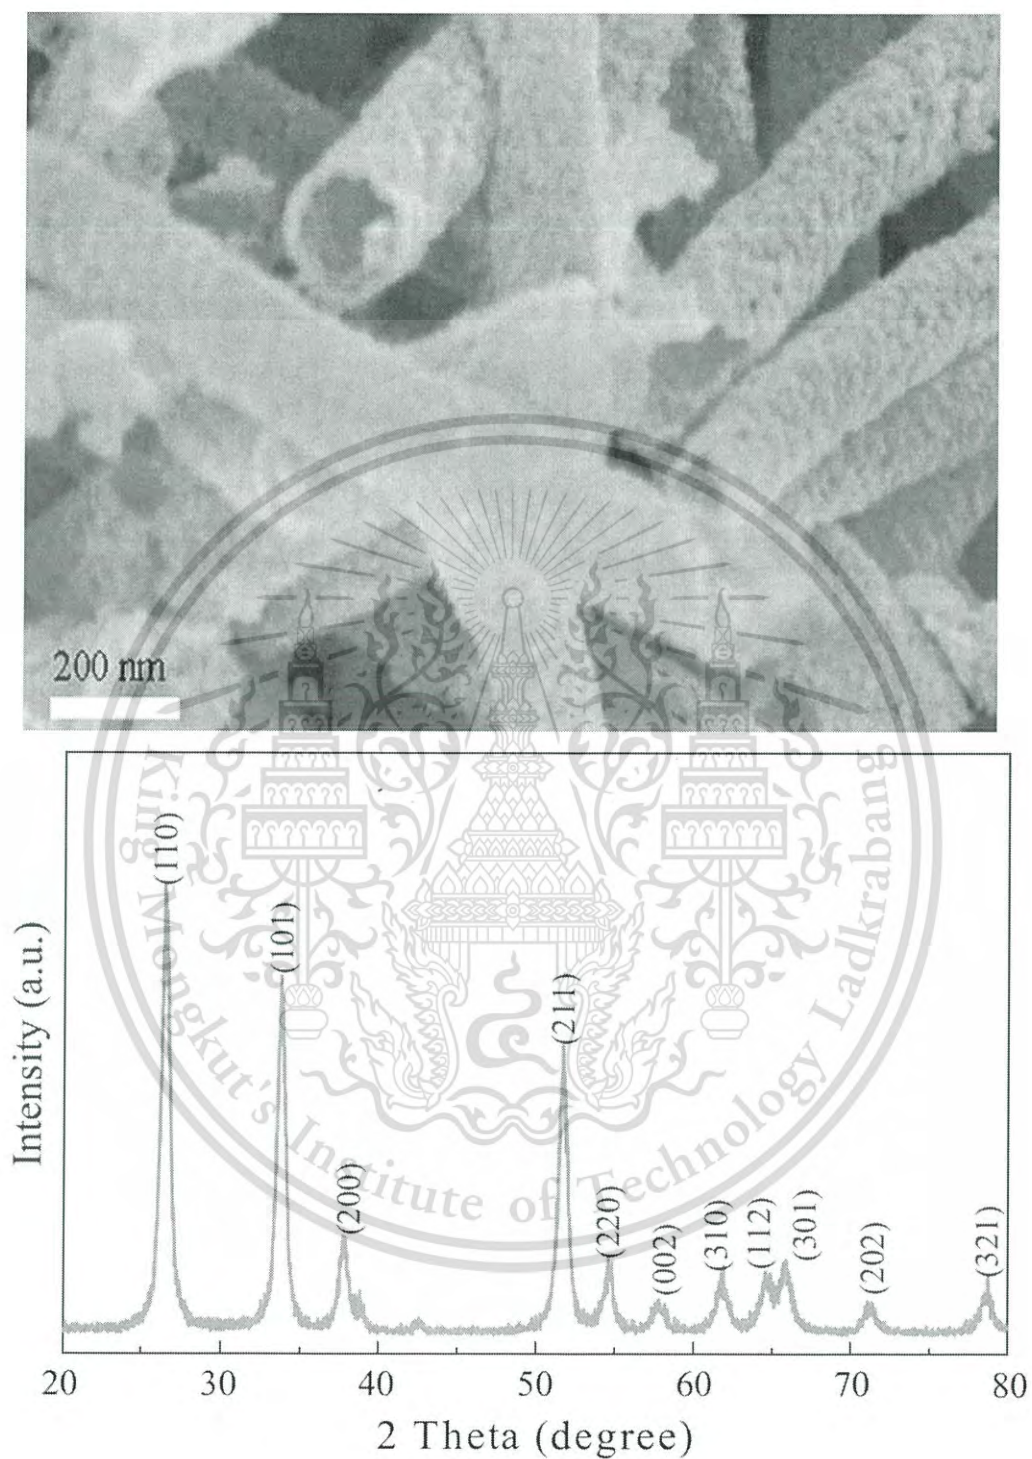 200 nm
King Mongkut's Institute of Technology Ladkrabang
Intensity (a.u.)
(110)
(101)
(200)
(211)
(220)
(002)
(310)
(112)
(301)
(202)
(321)
20 30 40 50 60 70 80
2 Theta (degree)